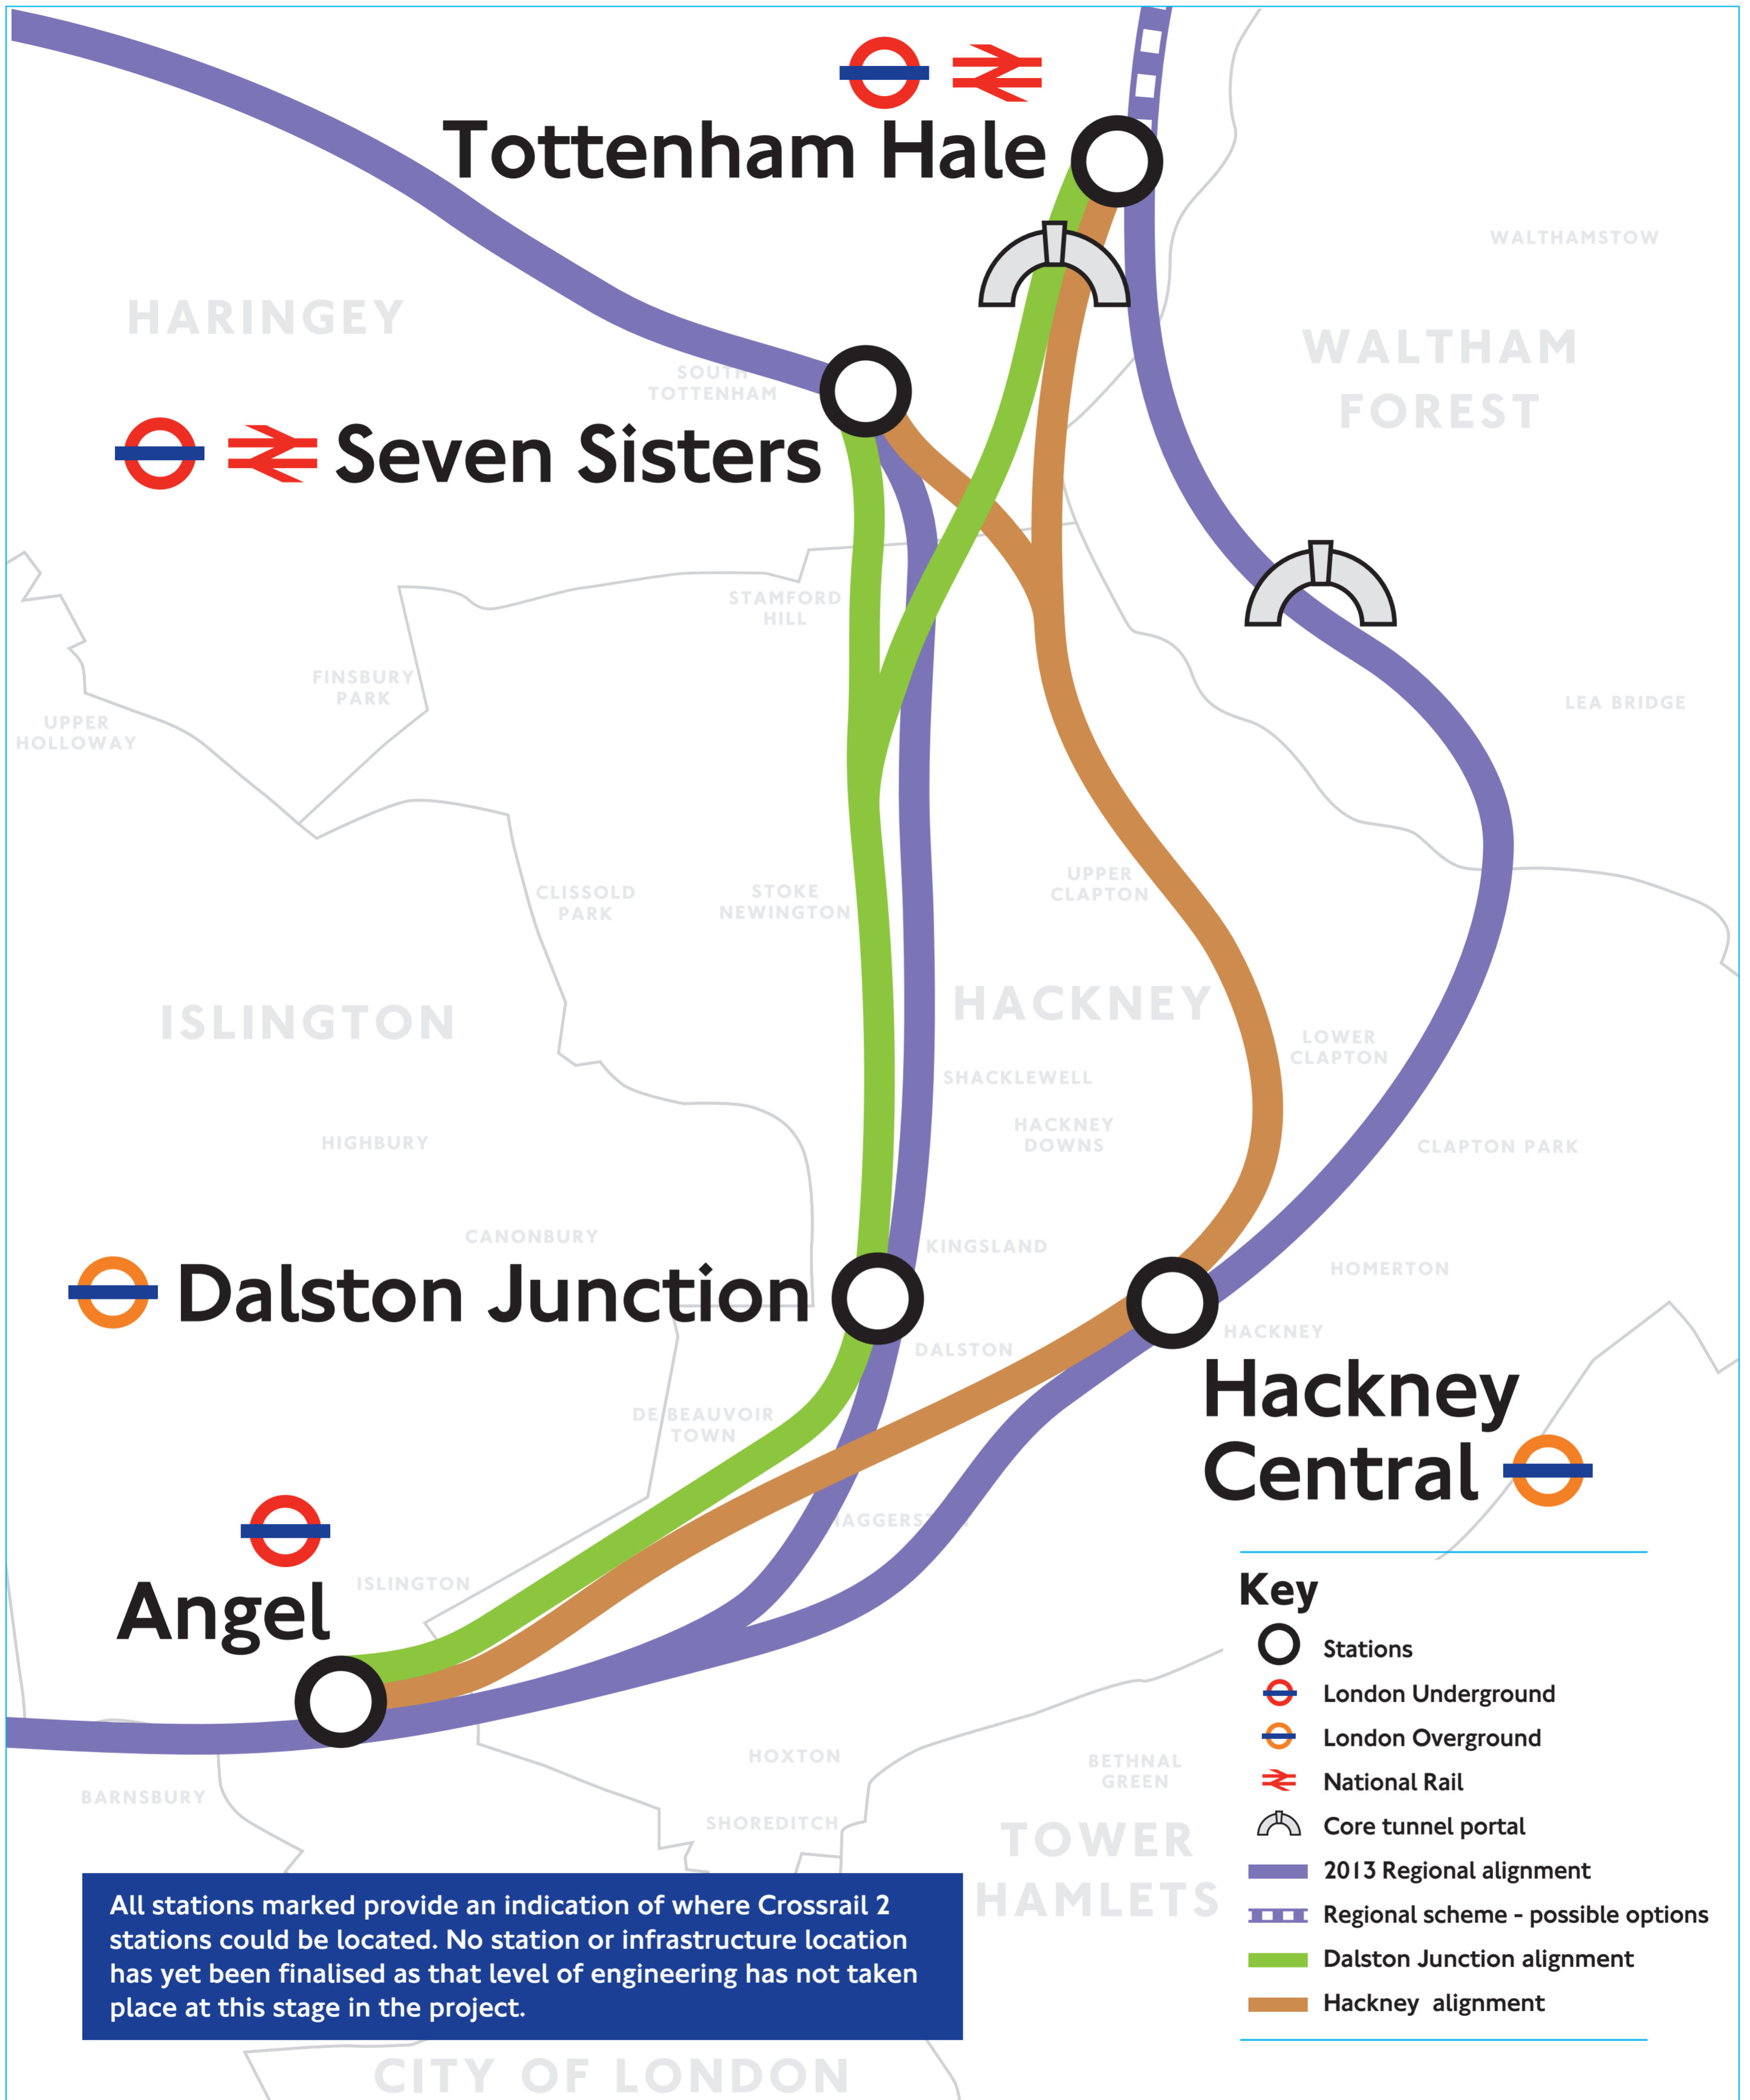 Tottenham Hale
WALTHAMSTOW
HARINGEY
WALTHAM
FOREST
SOUTH
TOTTENHAM
Seven Sisters
STAMFORD
HILL
FINSBURY
PARK
LEA BRIDGE
UPPER
HOLLOWAY
UPPER
CLAPTON
CLISSOLD
PARK
STOKE
NEWINGTON
HACKNEY
ISLINGTON
LOWER
CLAPTON
SHACKLEWELL
HACKNEY
DOWNS
HIGHBURY
CLAPTON PARK
CANONBURY
KINGSLAND
HOMERTON
Dalston Junction
HACKNEY
DALSTON
Hackney
Central
DE BEAUVOIR
TOWN
ISLINGTON
Angel
HOXTON
BETHNAL
GREEN
BARNSBURY
SHOREDITCH
TOWER
HAMLETS
Key
Stations
London Underground
London Overground
National Rail
Core tunnel portal
2013 Regional alignment
Regional scheme - possible options
Dalston Junction alignment
Hackney alignment
All stations marked provide an indication of where Crossrail 2
stations could be located. No station or infrastructure location
has yet been finalised as that level of engineering has not taken
place at this stage in the project.
CITY OF LONDON